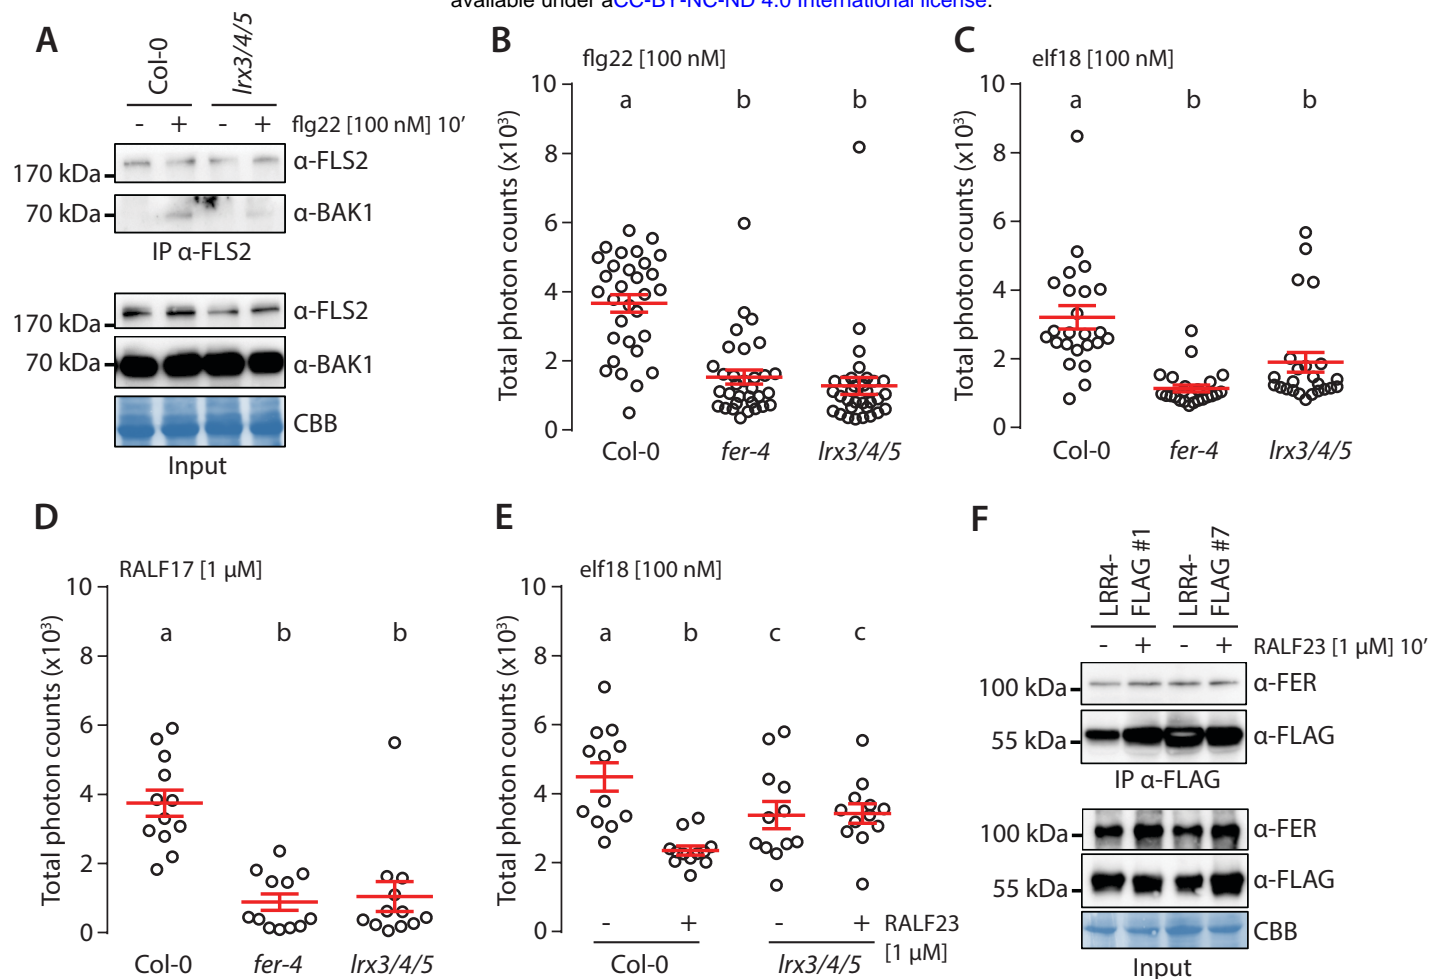 available under aCC-BY-NC-ND 4.0 International license.
A
Col-0
lrx3/4/5
- + - + flg22 [100 nM] 10′
170 kDa α-FLS2
70 kDa α-BAK1
IP α-FLS2
170 kDa α-FLS2
70 kDa α-BAK1
CBB
Input
B
flg22 [100 nM]
Total photon counts (x10³)
10
8
6
4
2
0
a b b
Col-0 fer-4 lrx3/4/5
C
elf18 [100 nM]
Total photon counts (x10³)
10
8
6
4
2
0
a b b
Col-0 fer-4 lrx3/4/5
D
RALF17 [1 μM]
Total photon counts (x10³)
10
8
6
4
2
0
a b b
Col-0 fer-4 lrx3/4/5
E
elf18 [100 nM]
Total photon counts (x10³)
10
8
6
4
2
0
a b c c
- + - + RALF23
[1 μM]
Col-0 lrx3/4/5
F
LRR4-
FLAG #1
LRR4-
FLAG #7
- + - + RALF23 [1 μM] 10′
100 kDa α-FER
55 kDa α-FLAG
IP α-FLAG
100 kDa α-FER
55 kDa α-FLAG
CBB
Input